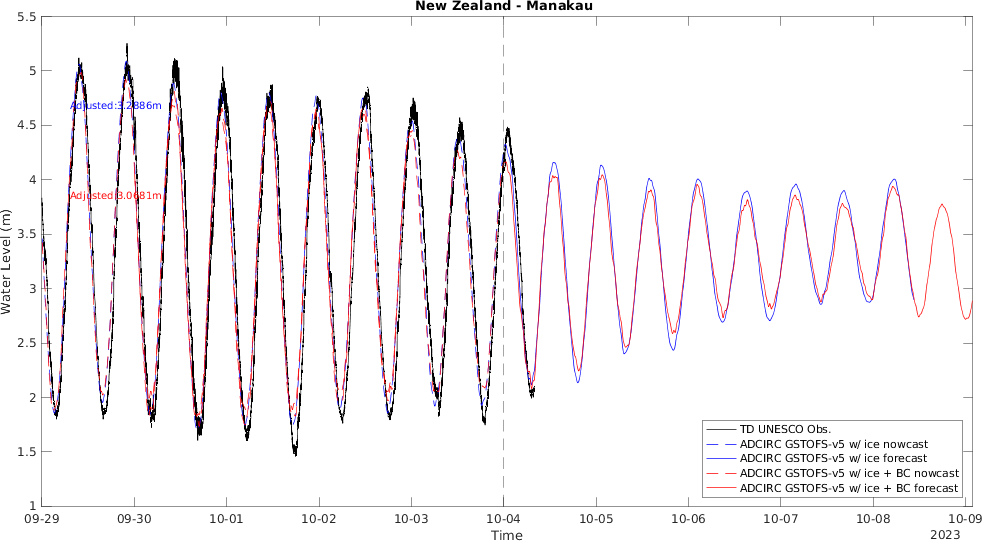 New Zealand - Manakau
5.5
5
4.5
4
3.5
3
2.5
2
1.5
1
Water Level (m)
Adjusted:3.2886m
Adjusted:3.0681m
TD UNESCO Obs.
ADCIRC GSTOFS-v5 w/ ice nowcast
ADCIRC GSTOFS-v5 w/ ice forecast
ADCIRC GSTOFS-v5 w/ ice + BC nowcast
ADCIRC GSTOFS-v5 w/ ice + BC forecast
09-29 09-30 10-01 10-02 10-03 10-04 10-05 10-06 10-07 10-08 10-09
Time
2023